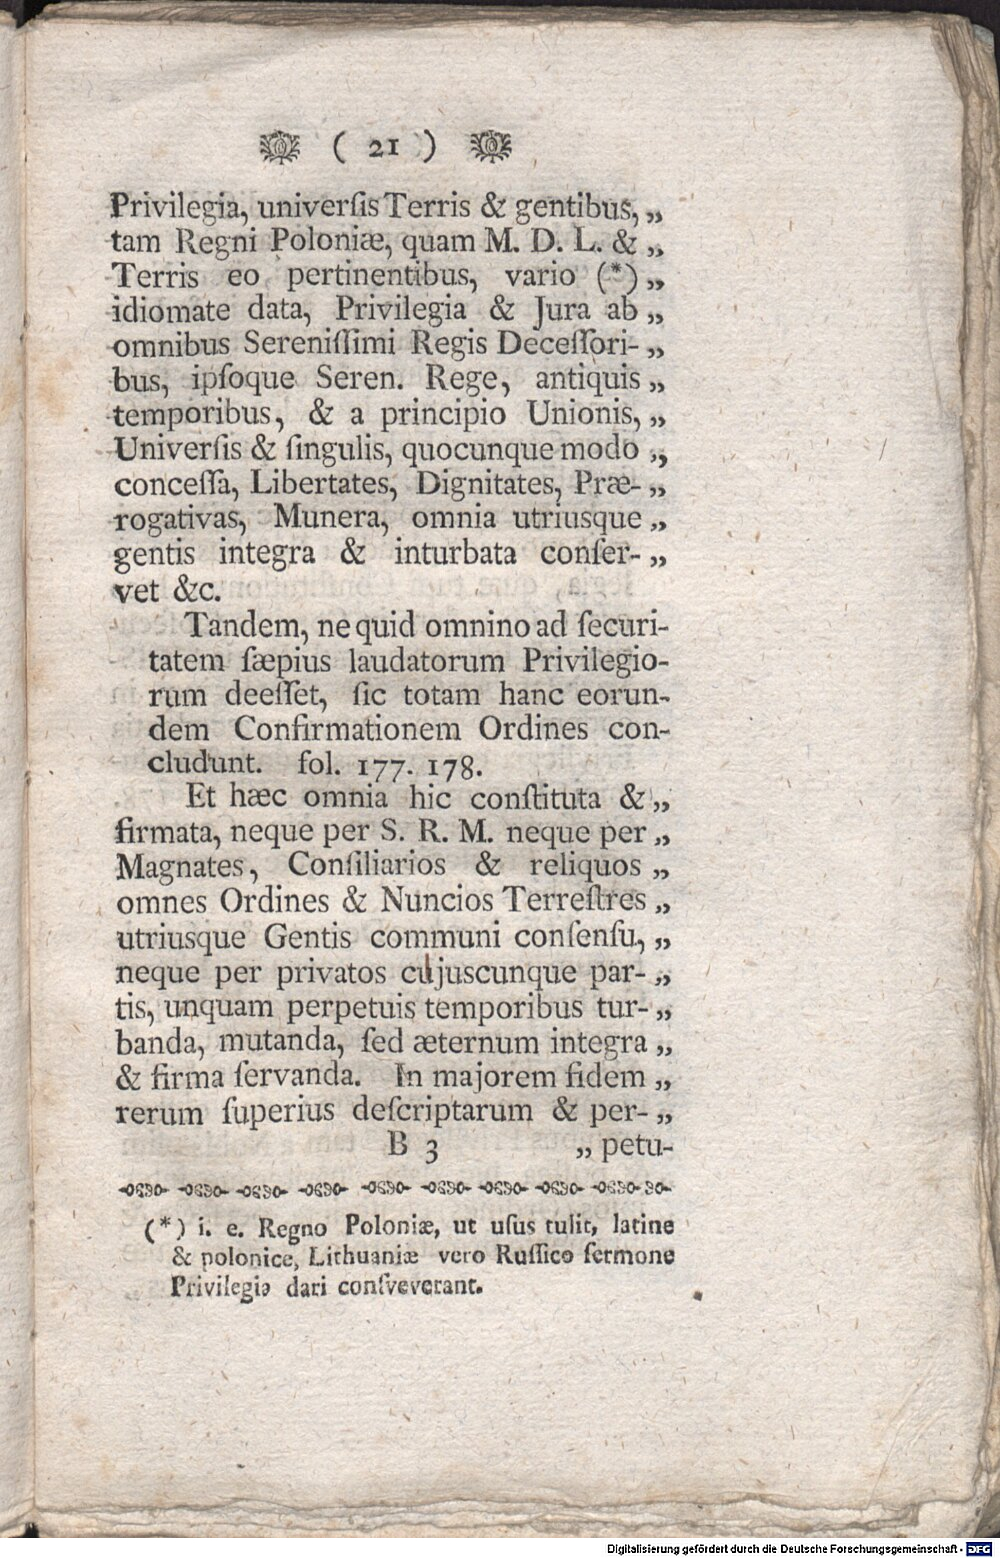 ( 21 )
Privilegia, univerſis Terris & gentibus, „
tam Regni Poloniæ, quam M. D. L. & „
Terris eo pertinentibus, vario (*) „
idiomate data, Privilegia & Jura ab „
omnibus Sereniſſimi Regis Deceſſori- „
bus, ipſoque Seren. Rege, antiquis „
temporibus, & a principio Unionis, „
Univerſis & ſingulis, quocunque modo „
conceſſa, Libertates, Dignitates, Præ- „
rogativas, Munera, omnia utriusque „
gentis integra & inturbata conſer- „
vet &c.
Tandem, ne quid omnino ad ſecuri-
tatem ſæpius laudatorum Privilegio-
rum deeſſet, ſic totam hanc eorun-
dem Confirmationem Ordines con-
cludunt. fol. 177. 178.
Et hæc omnia hic conſtituta & „
firmata, neque per S. R. M. neque per „
Magnates, Conſiliarios & reliquos „
omnes Ordines & Nuncios Terreſtres „
utriusque Gentis communi conſenſu, „
neque per privatos cujuscunque par- „
tis, unquam perpetuis temporibus tur- „
banda, mutanda, ſed æternum integra „
& firma ſervanda. In majorem fidem „
rerum ſuperius deſcriptarum & per- „
B 3 „ petu-
(*) i. e. Regno Poloniæ, ut uſus tulit, latine
& polonice, Lithuaniæ vero Ruſſico ſermone
Privilegia dari conſveverant.
Digitalisierung gefördert durch die Deutsche Forschungsgemeinschaft - DFG